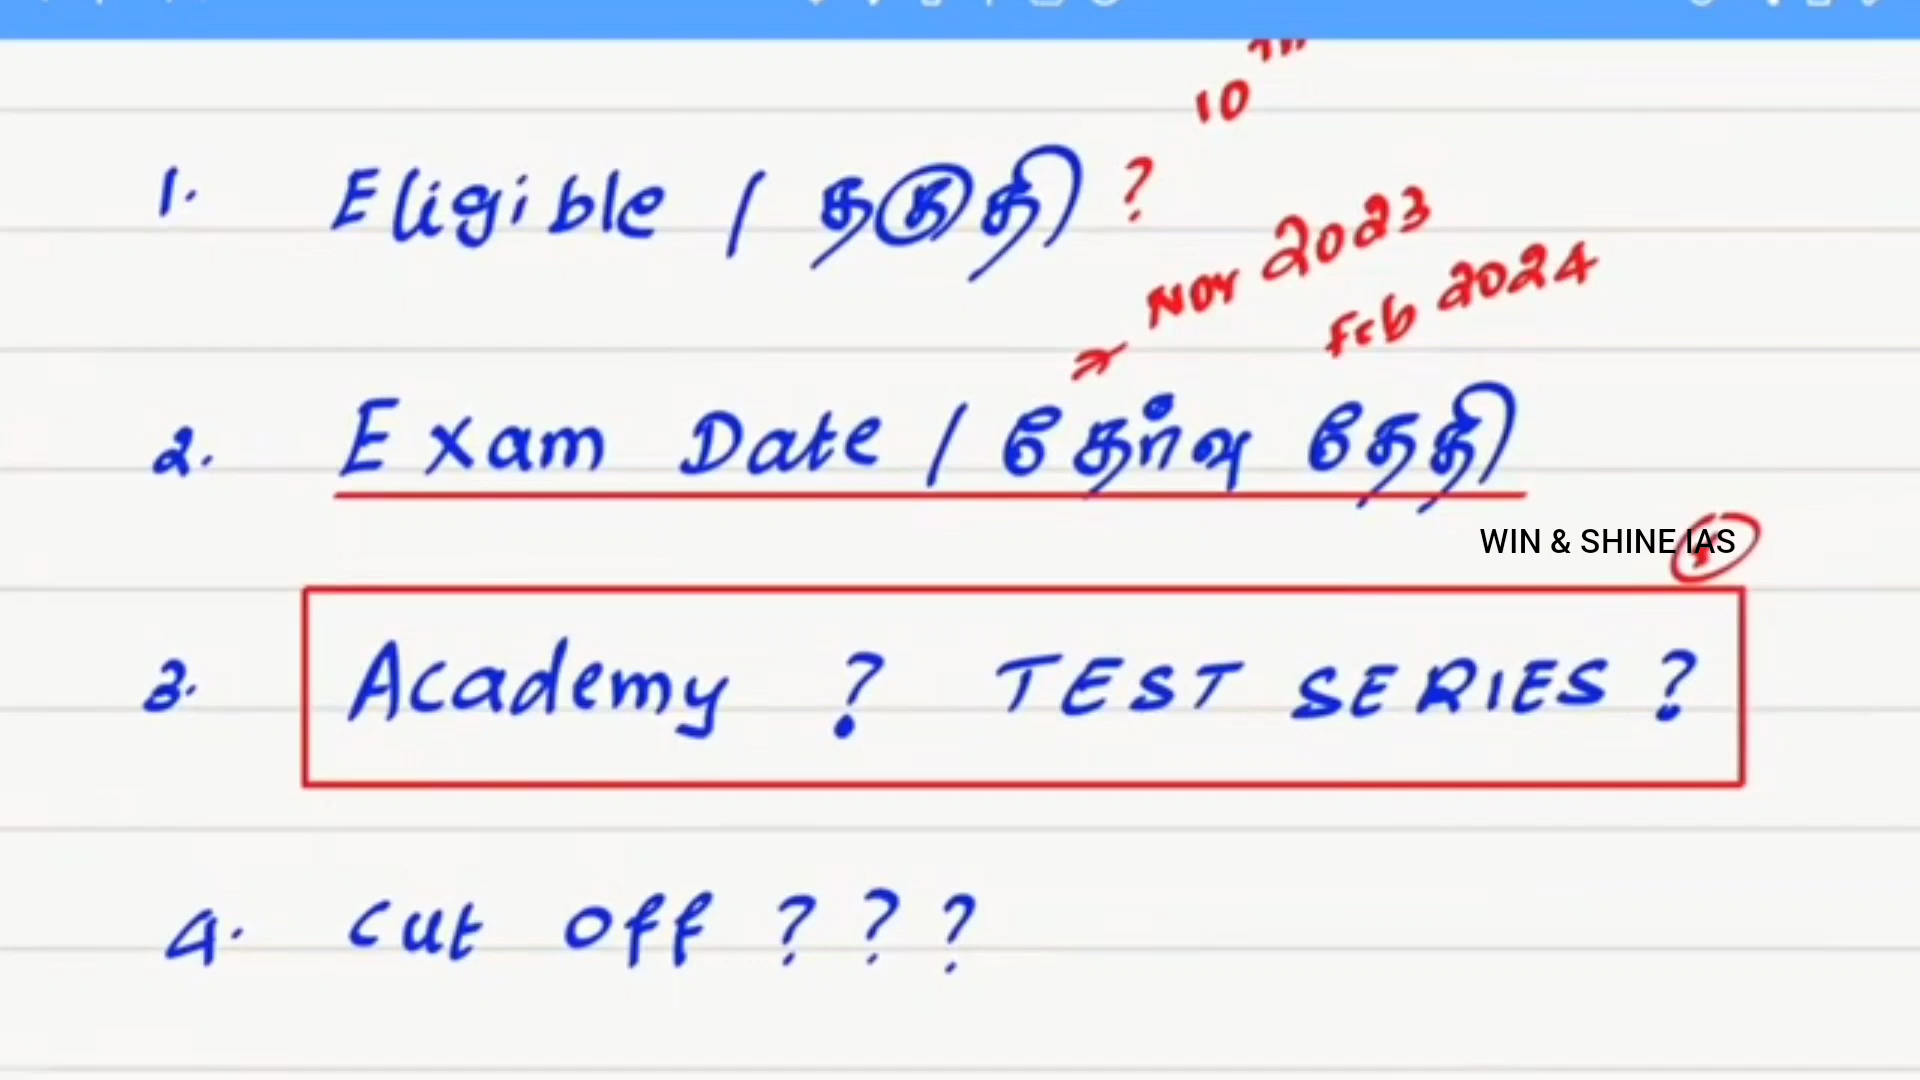 10th
1. Eligible / தகுதி ?
Nov 2023
Feb 2024
2. Exam Date / தேர்வு தேதி
WIN & SHINE IAS
3. Academy ? TEST SERIES ?
4. Cut off ? ? ?